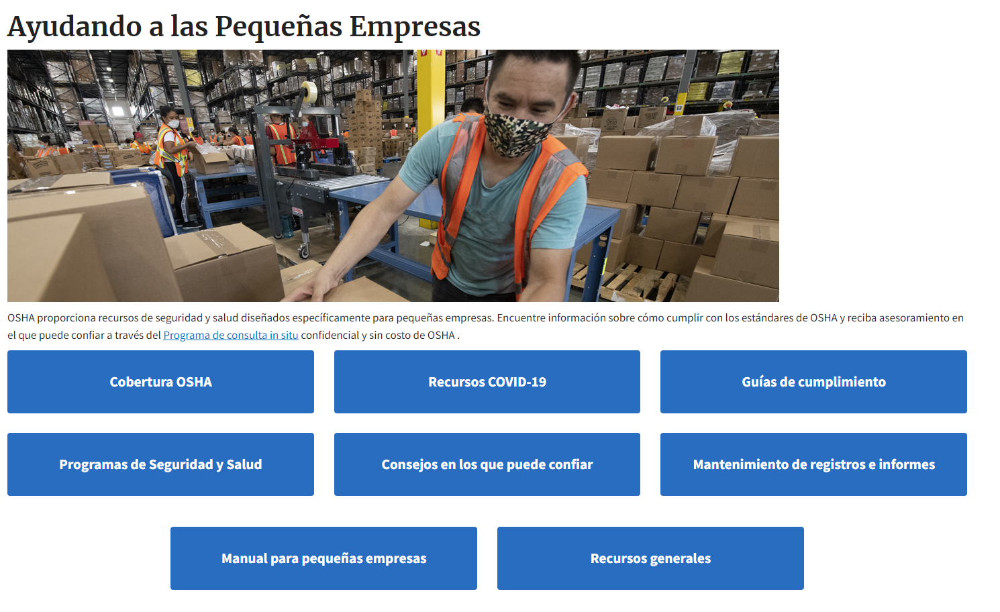 Ayudando a las Pequeñas Empresas
OSHA proporciona recursos de seguridad y salud diseñados específicamente para pequeñas empresas. Encuentre información sobre cómo cumplir con los estándares de OSHA y reciba asesoramiento en
el que puede confiar a través del Programa de consulta in situ confidencial y sin costo de OSHA .
Cobertura OSHA
Recursos COVID-19
Guías de cumplimiento
Programas de Seguridad y Salud
Consejos en los que puede confiar
Mantenimiento de registros e informes
Manual para pequeñas empresas
Recursos generales